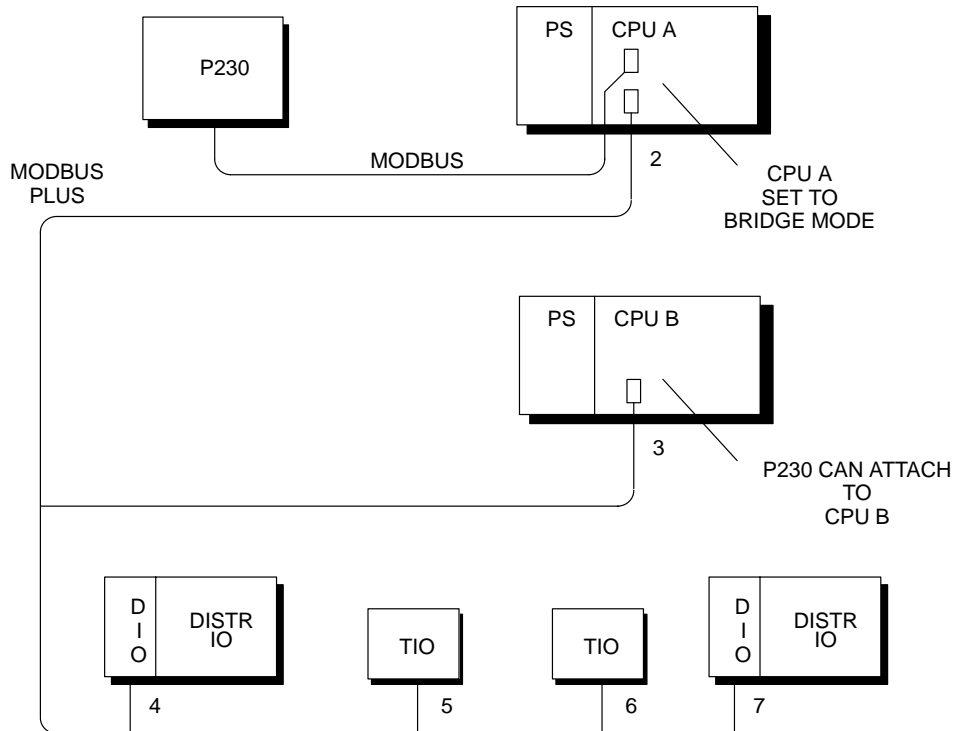 P230
PS
CPU A
MODBUS
2
MODBUS
PLUS
CPU A
SET TO
BRIDGE MODE
PS
CPU B
3
P230 CAN ATTACH
TO
CPU B
D
I
O
DISTR
IO
4
TIO
5
TIO
6
D
I
O
DISTR
IO
7